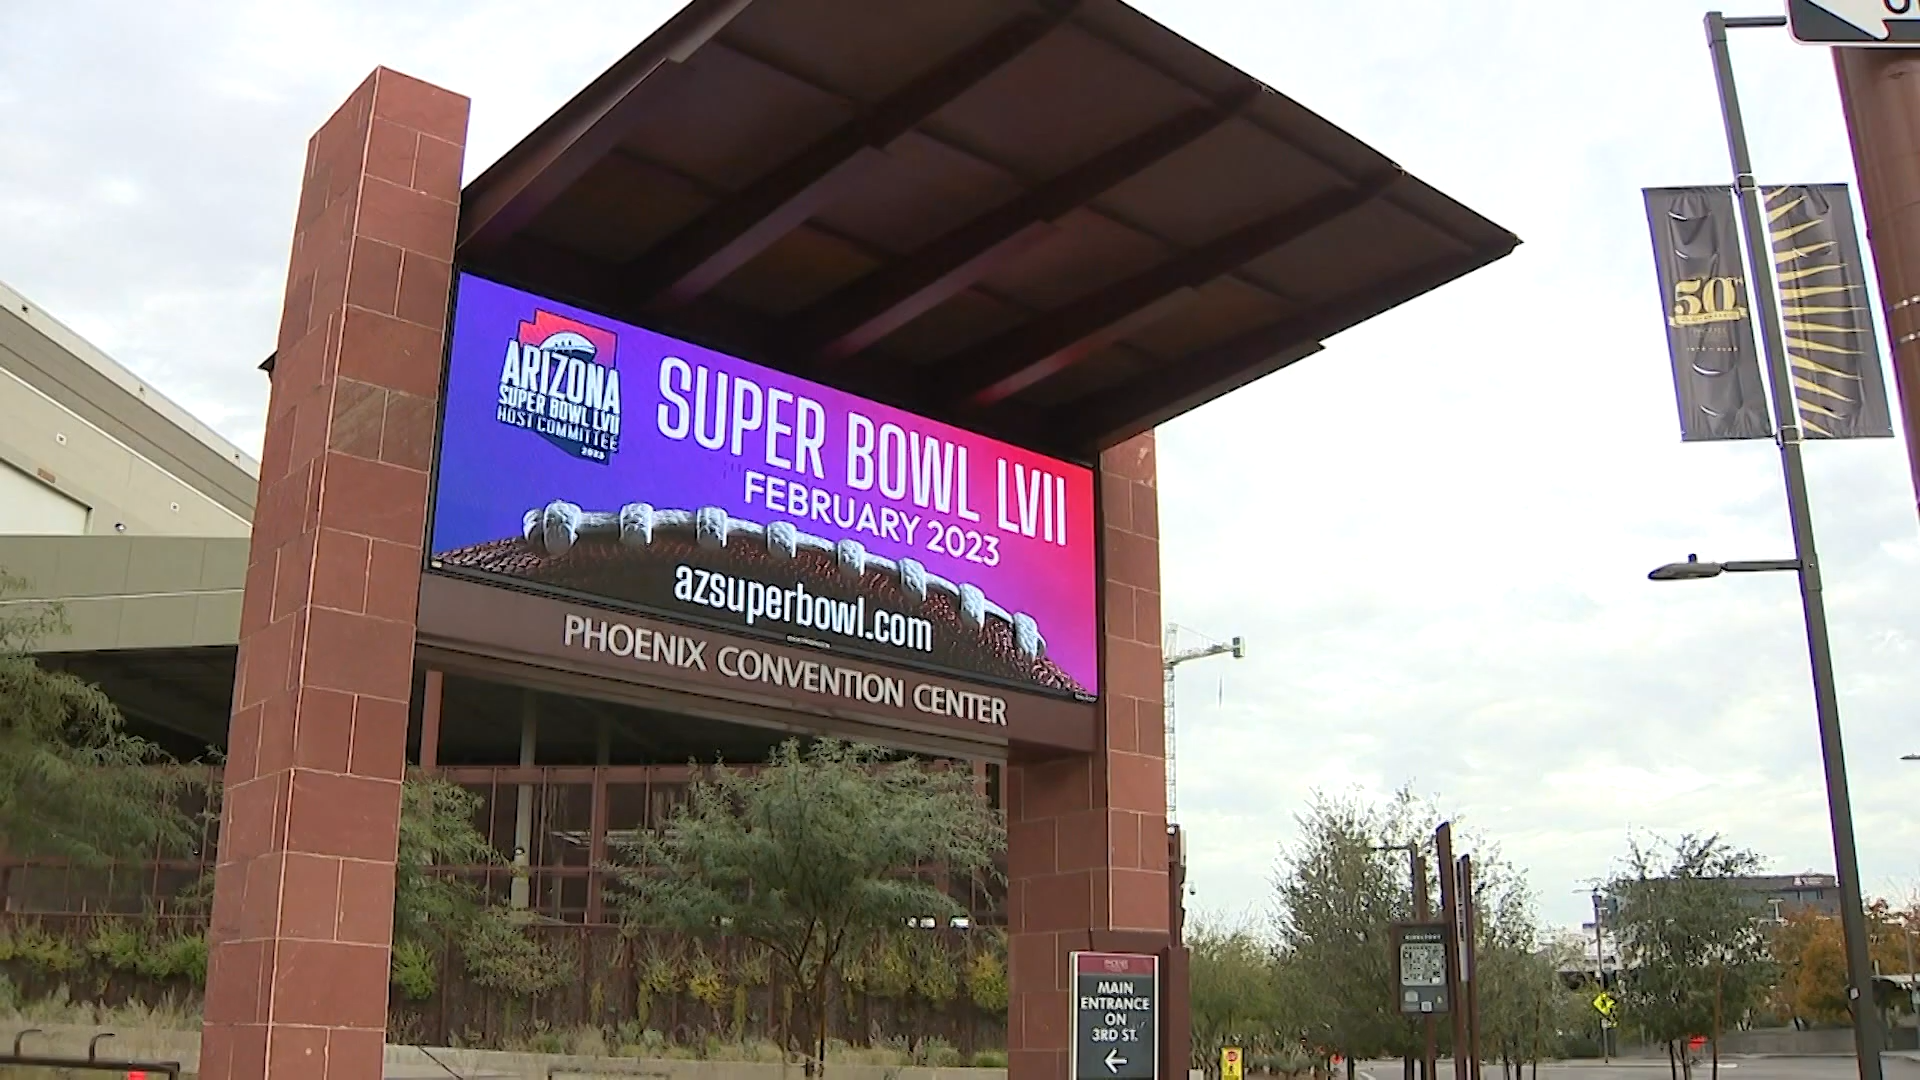 ARIZONA
SUPER BOWL LVII
HOST COMMITTEE
2023
SUPER BOWL LVII
FEBRUARY 2023
azsuperbowl.com
PHOENIX CONVENTION CENTER
50
MAIN
ENTRANCE
ON
3RD ST.
DIRECTORY